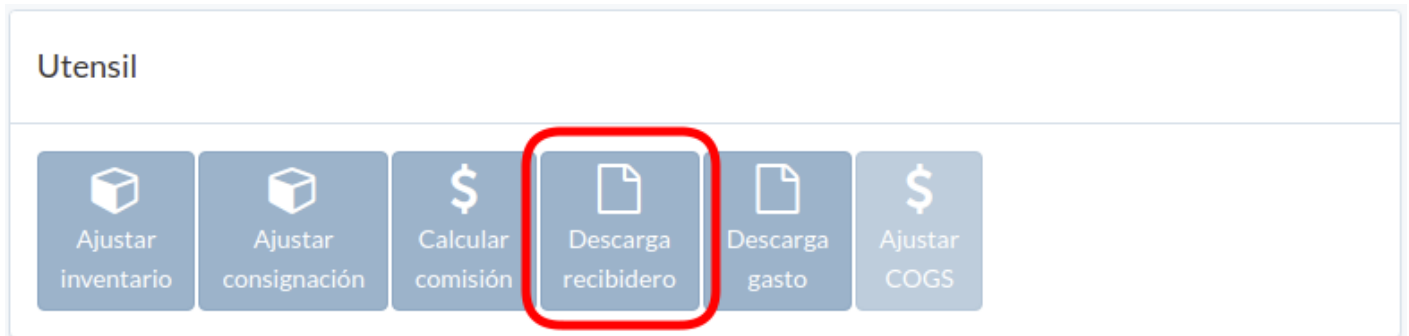 Utensil
Ajustar
inventario
Ajustar
consignación
$
Calcular
comisión
Descarga
recibidero
Descarga
gasto
$
Ajustar
COGS